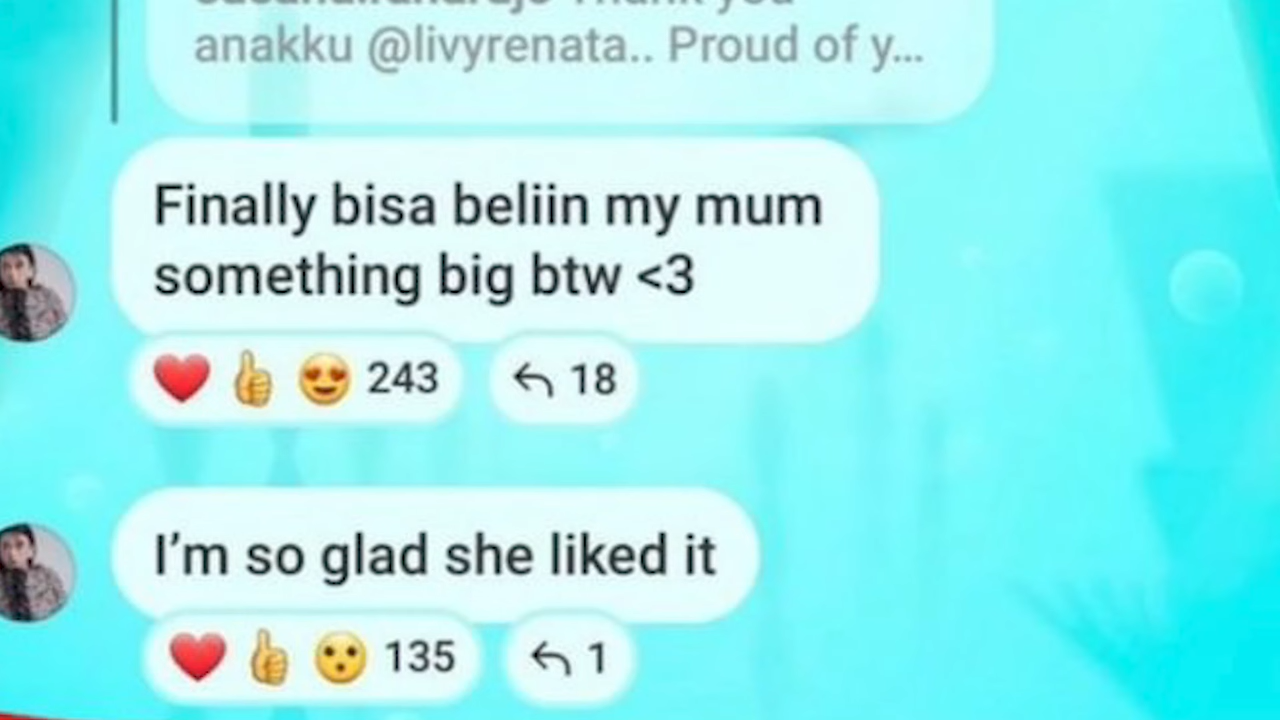 anakku @livyrenata.. Proud of y...
Finally bisa beliin my mum
something big btw <3
243 18
I'm so glad she liked it
135 1